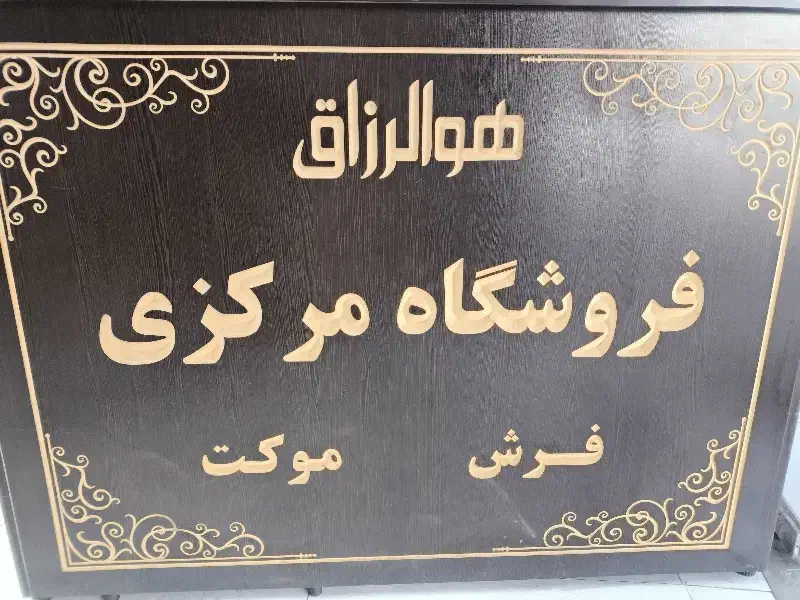 هوالرزاق
فروشگاه مرکزی
فرش موکت